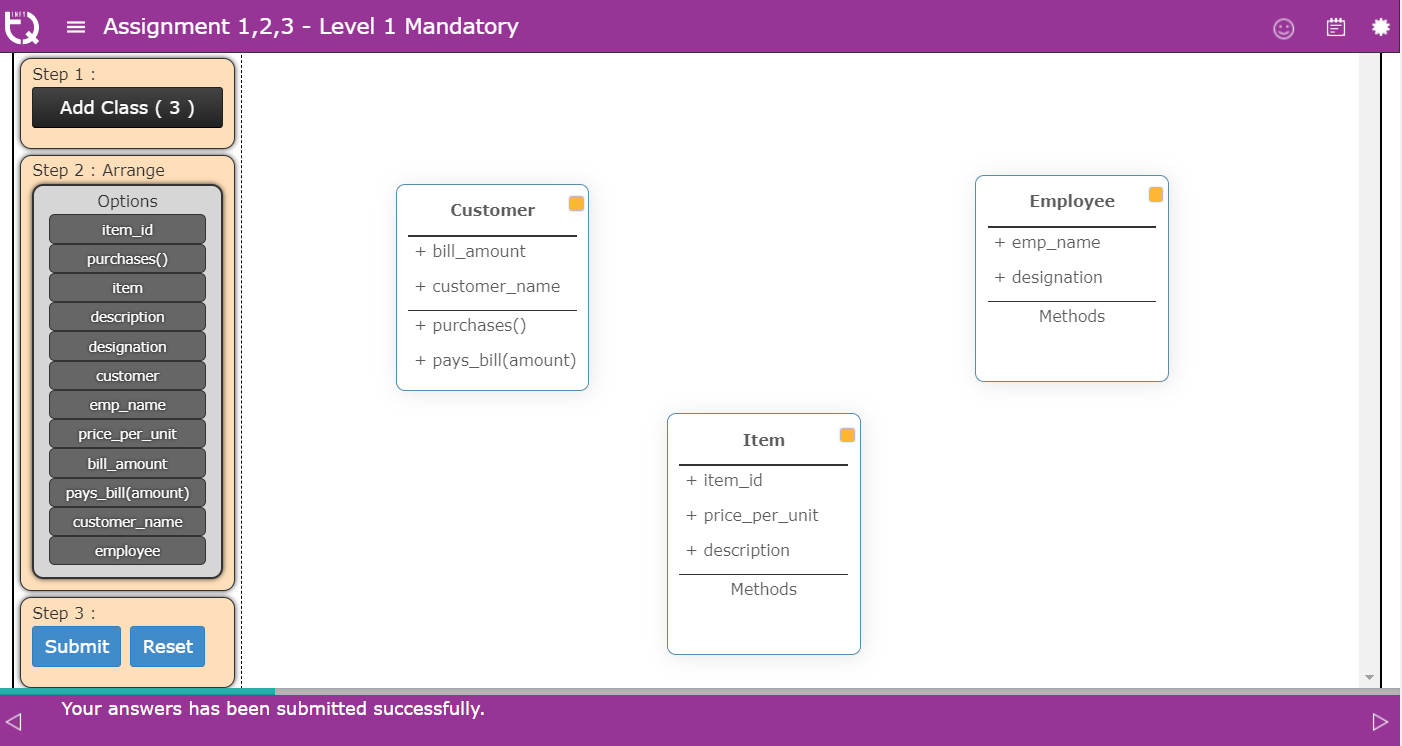 INFY
TQ
Assignment 1,2,3 - Level 1 Mandatory
Step 1 :
Add Class ( 3 )
Step 2 : Arrange
Options
item_id
purchases()
item
description
designation
customer
emp_name
price_per_unit
bill_amount
pays_bill(amount)
customer_name
employee
Step 3 :
Submit Reset
Customer
+ bill_amount
+ customer_name
+ purchases()
+ pays_bill(amount)
Employee
+ emp_name
+ designation
Methods
Item
+ item_id
+ price_per_unit
+ description
Methods
Your answers has been submitted successfully.